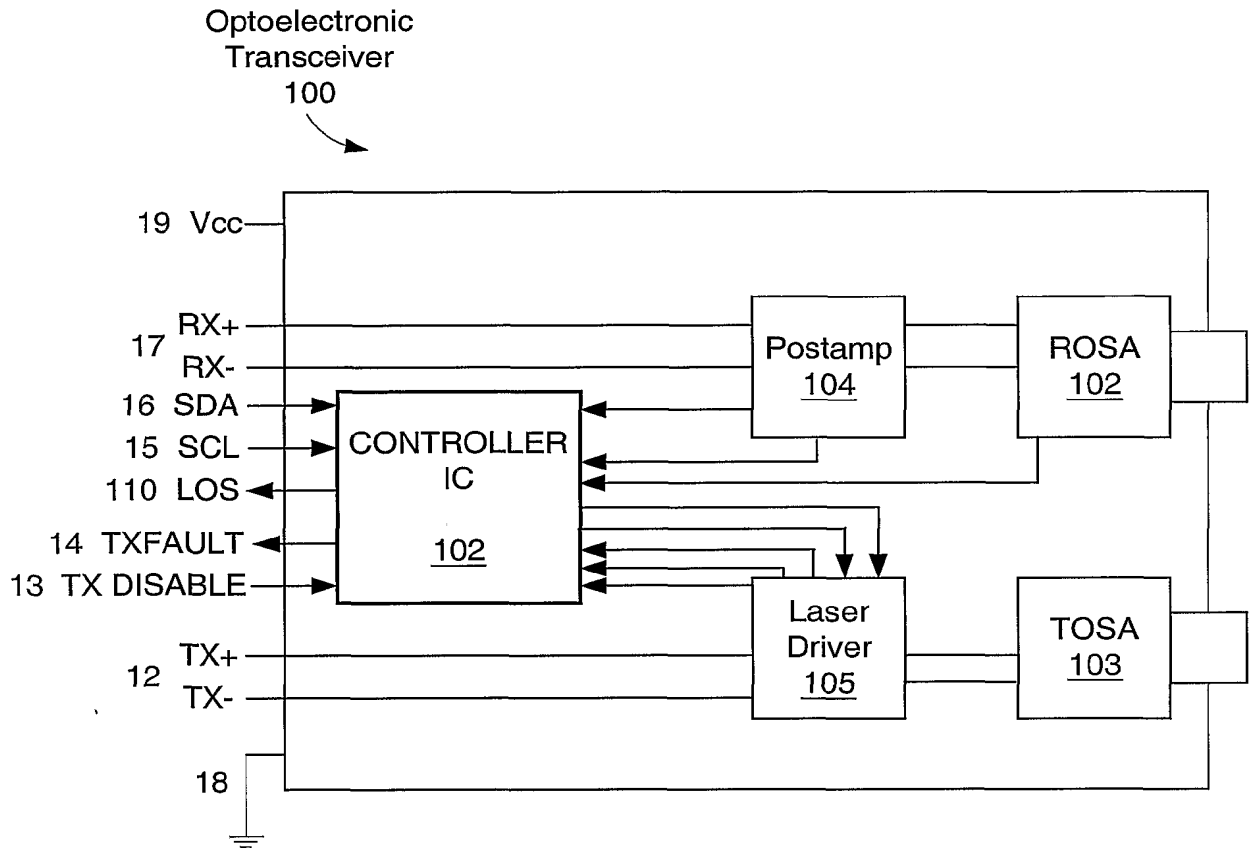 Optoelectronic
Transceiver
100
19 Vcc
RX+
17
RX-
16 SDA
15 SCL
110 LOS
14 TXFAULT
13 TX DISABLE
TX+
12
TX-
18
CONTROLLER
IC
102
Postamp
104
ROSA
102
Laser
Driver
105
TOSA
103